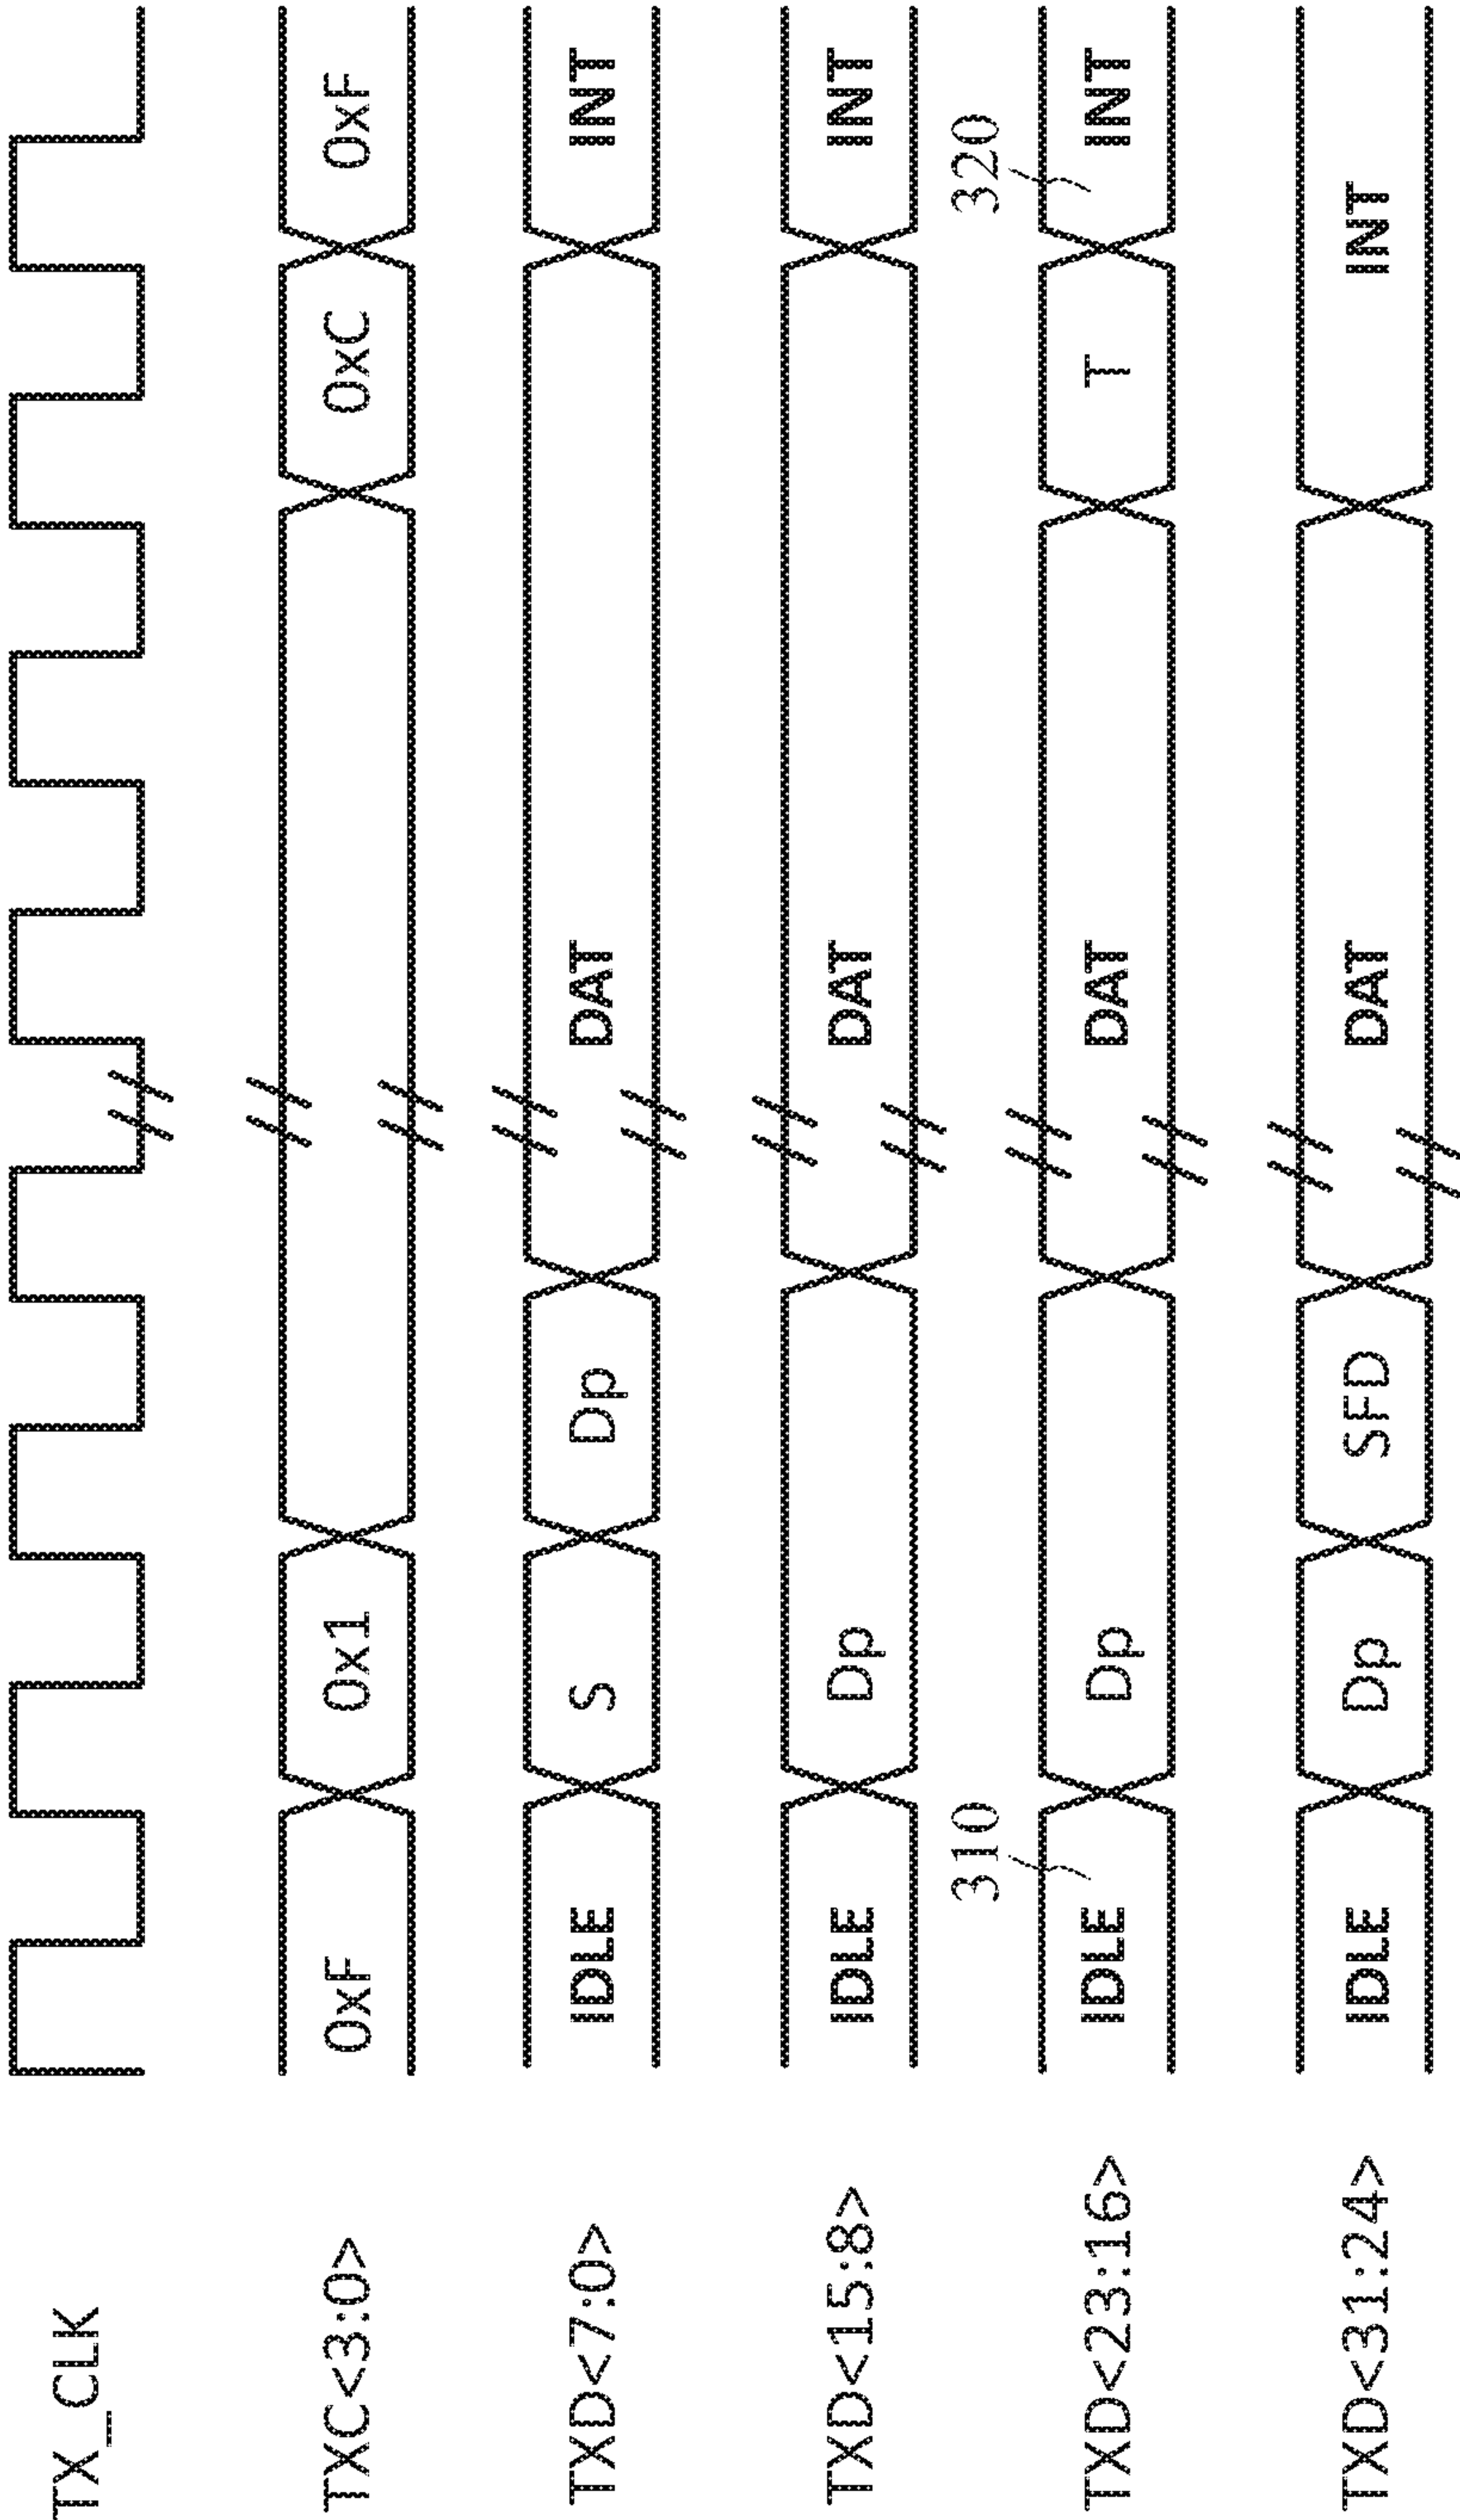 TX_CLK
TXC<3:0> 0xF 0x1 0xC 0xF
TXD<7:0> IDLE S Dp DAT INT
TXD<15:8> IDLE Dp DAT INT
310 320
TXD<23:16> IDLE Dp DAT T INT
TXD<31:24> IDLE Dp SFD DAT INT